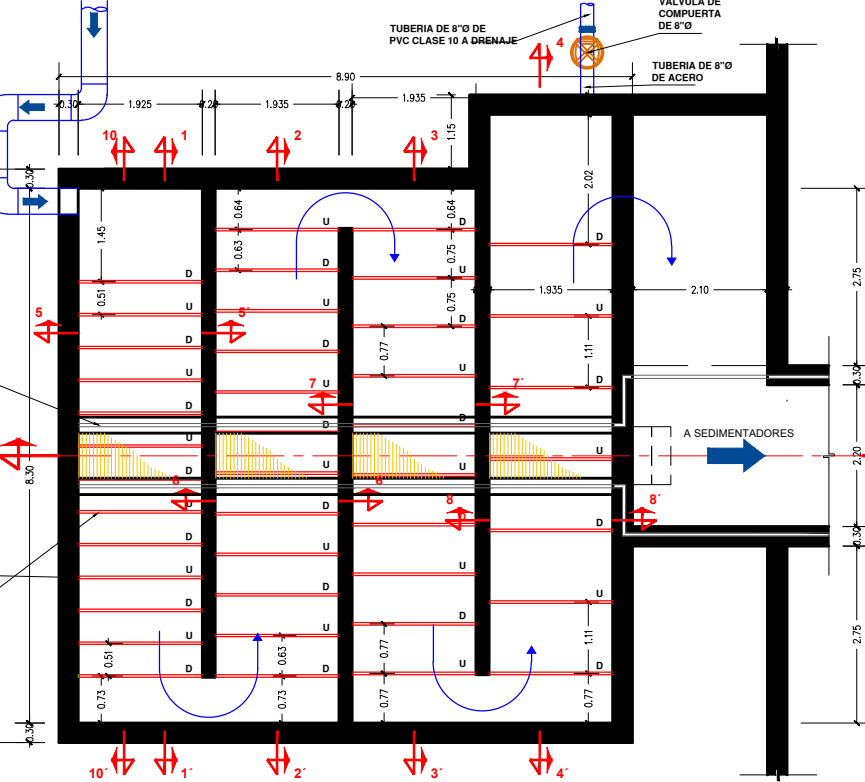 TUBERIA DE 8"Ø DE
PVC CLASE 10 A DRENAJE
VALVULA DE
COMPUERTA
DE 8"Ø
TUBERIA DE 8"Ø
DE ACERO
4
8.90
0.30
1.925
0.20
1.935
0.20
1.935
1.15
10
1
2
3
0.30
2.02
0.64
0.64
U
D
1.45
0.63
0.75
D
D
D
U
U
0.51
0.75
1.935
2.10
2.75
U
U
U
5
5´
D
0.77
1.11
D
D
U
U
D
U
7
7´
0.30
D
D
D
U
A SEDIMENTADORES
2.20
8.30
D
U
U
U
6
6´
8
8´
U
D
D
D
0.30
D
U
U
U
D
D
U
D
0.51
U
U
0.63
D
0.77
1.11
2.75
D
D
U
D
0.73
0.73
0.77
0.77
0.30
10´
1´
2´
3´
4´